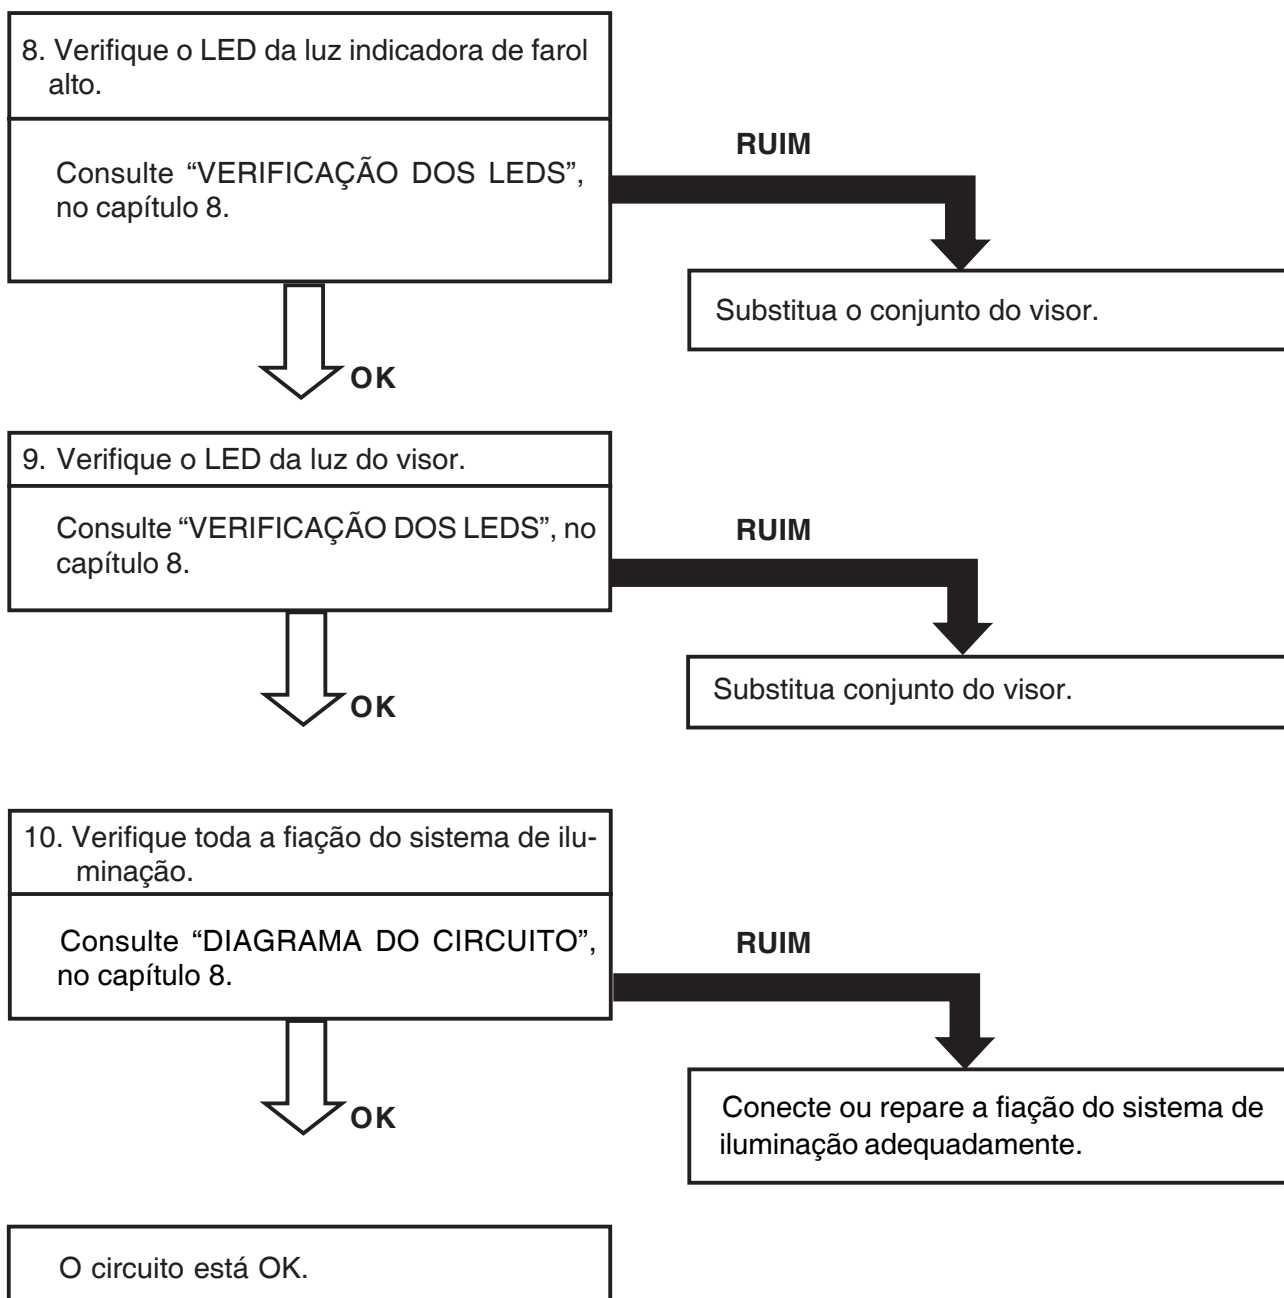 8. Verifique o LED da luz indicadora de farol
alto.
Consulte “VERIFICAÇÃO DOS LEDS”,
no capítulo 8.
RUIM
Substitua o conjunto do visor.
OK
9. Verifique o LED da luz do visor.
Consulte “VERIFICAÇÃO DOS LEDS”, no
capítulo 8.
RUIM
Substitua conjunto do visor.
OK
10. Verifique toda a fiação do sistema de ilu-
minação.
Consulte “DIAGRAMA DO CIRCUITO”,
no capítulo 8.
RUIM
Conecte ou repare a fiação do sistema de
iluminação adequadamente.
OK
O circuito está OK.